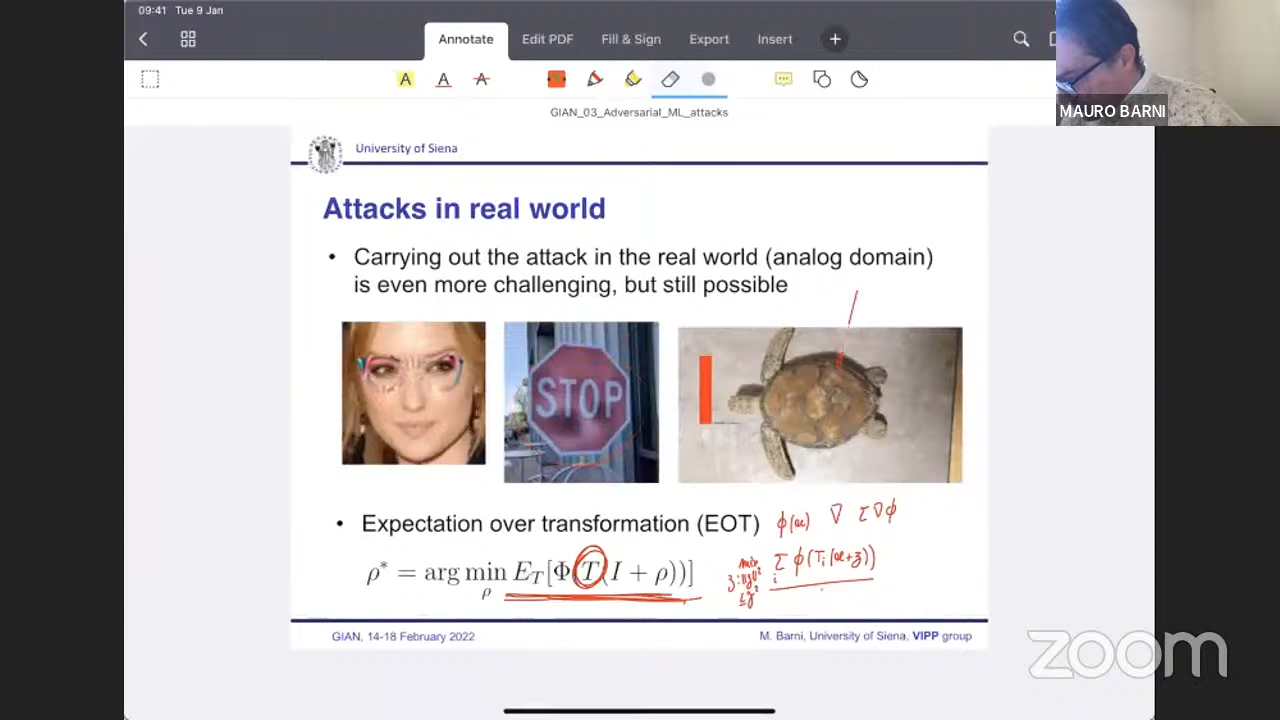 09:41 Tue 9 Jan
Annotate Edit PDF Fill & Sign Export Insert +
A A A
MAURO BARNI
GIAN_03_Adversarial_ML_attacks
University of Siena
Attacks in real world
• Carrying out the attack in the real world (analog domain)
is even more challenging, but still possible
STOP
• Expectation over transformation (EOT) ϕ(x) ∇ Σ∇ϕ
ρ* = arg min E_T[Φ(T(I + ρ))]
ρ
min Σ ϕ(T_i(x+z))
i
GIAN, 14-18 February 2022
M. Barni, University of Siena, VIPP group
zoom